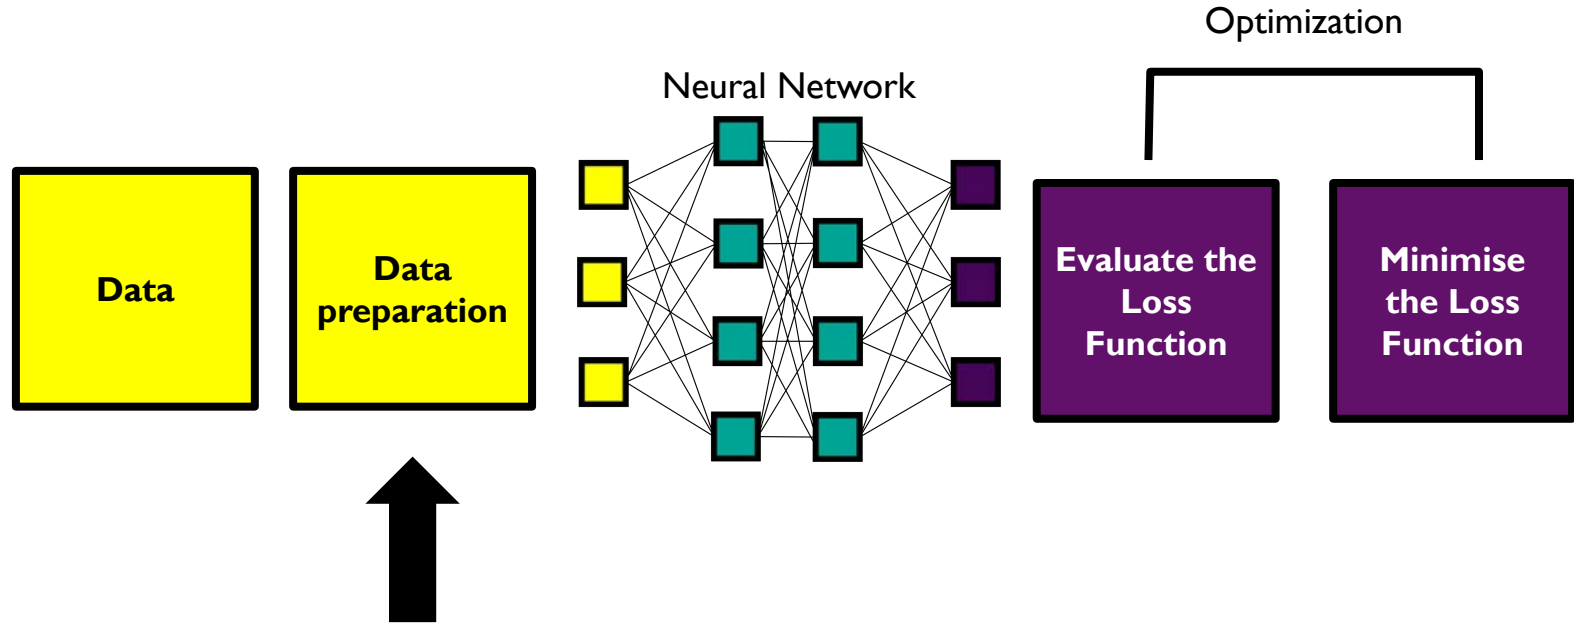 Optimization
Neural Network
Data
Data
preparation
Evaluate the
Loss
Function
Minimise
the Loss
Function